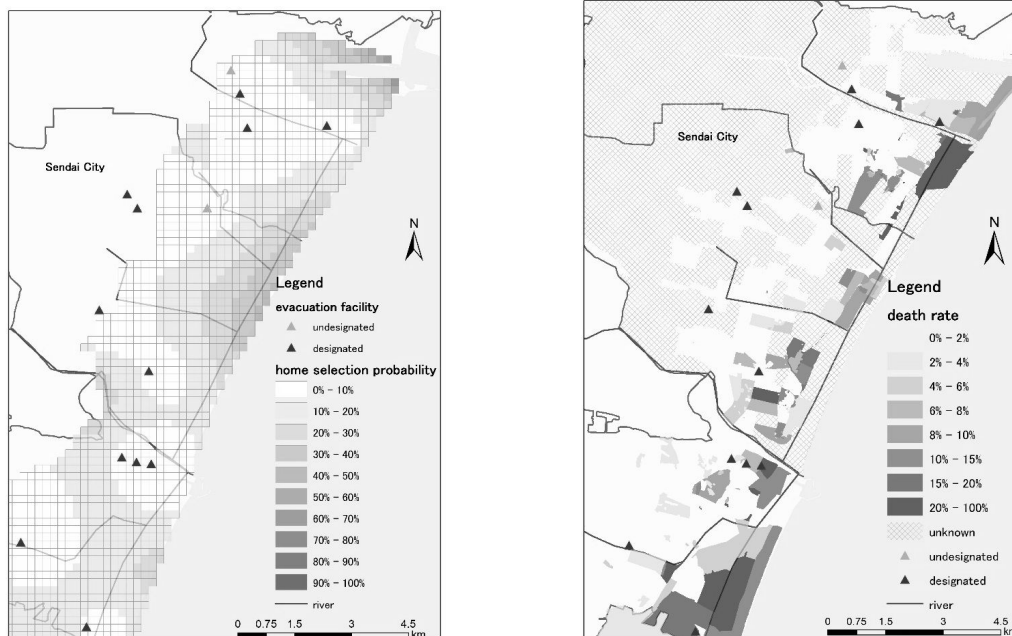 Sendai City
N
Legend
evacuation facility
undesignated
designated
home selection probability
0% - 10%
10% - 20%
20% - 30%
30% - 40%
40% - 50%
50% - 60%
60% - 70%
70% - 80%
80% - 90%
90% - 100%
river
0 0.75 1.5 3 4.5
km
Sendai City
N
Legend
death rate
0% - 2%
2% - 4%
4% - 6%
6% - 8%
8% - 10%
10% - 15%
15% - 20%
20% - 100%
unknown
undesignated
designated
river
0 0.75 1.5 3 4.5